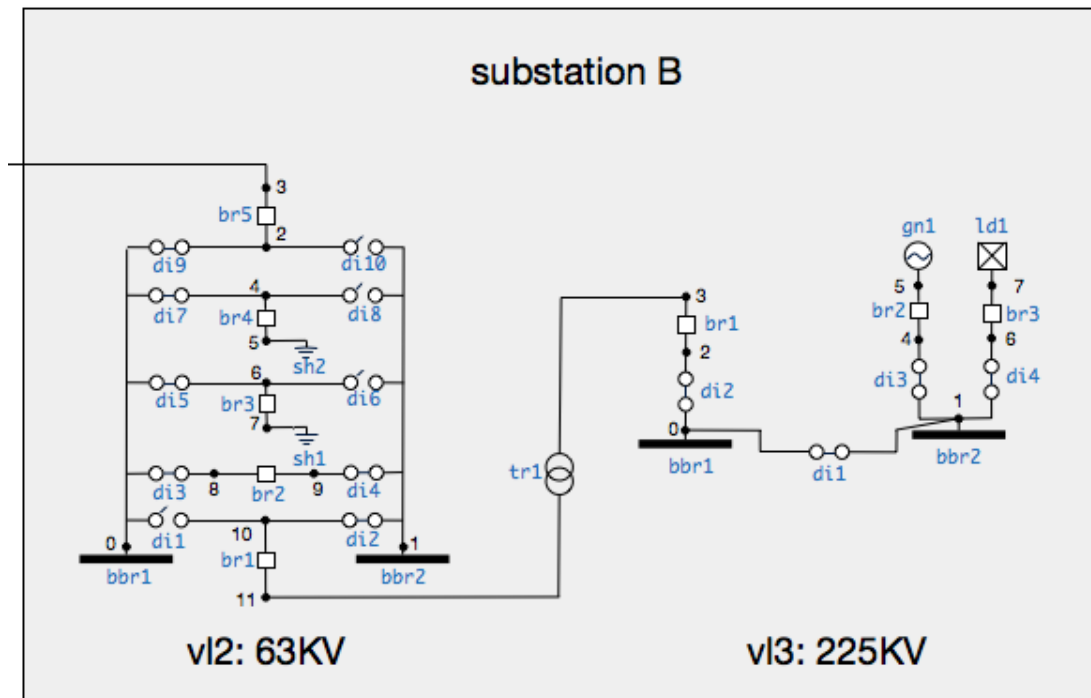 substation B
3
br5
2
di9
di10
4
di7
br4
di8
5
sh2
6
di5
br3
di6
7
sh1
di3
8
br2
9
di4
0
di1
10
di2
1
bbr1
br1
bbr2
11
vl2: 63KV
tr1
3
br1
2
di2
0
bbr1
di1
gn1
ld1
5
7
br2
br3
4
6
di3
di4
1
bbr2
vl3: 225KV